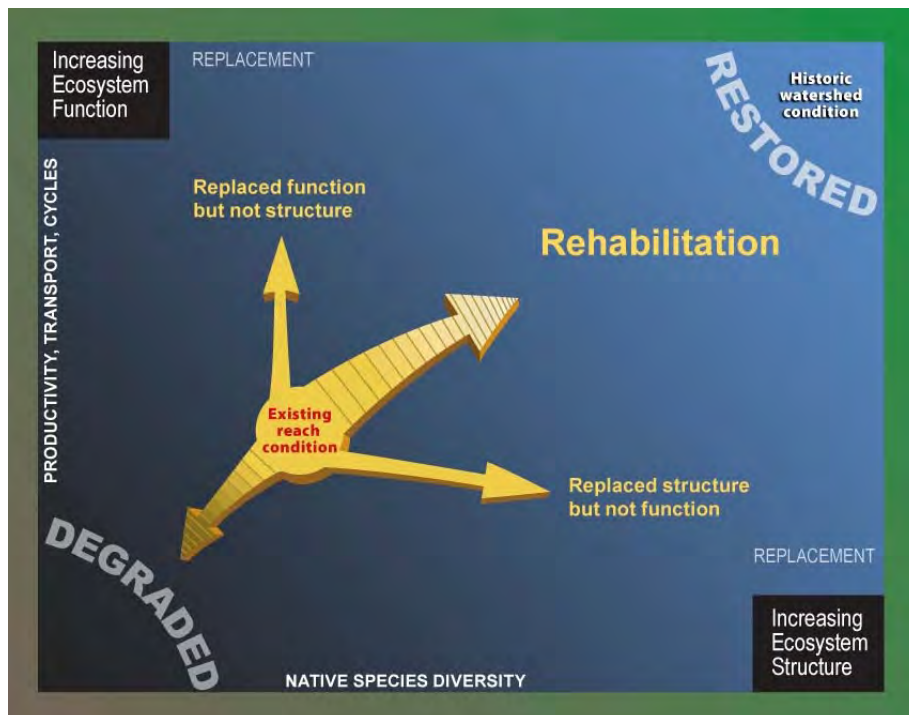 Increasing
Ecosystem
Function
REPLACEMENT
RESTORED
Historic
watershed
condition
PRODUCTIVITY, TRANSPORT, CYCLES
Replaced function
but not structure
Rehabilitation
Existing
reach
condition
Replaced structure
but not function
DEGRADED
REPLACEMENT
Increasing
Ecosystem
Structure
NATIVE SPECIES DIVERSITY